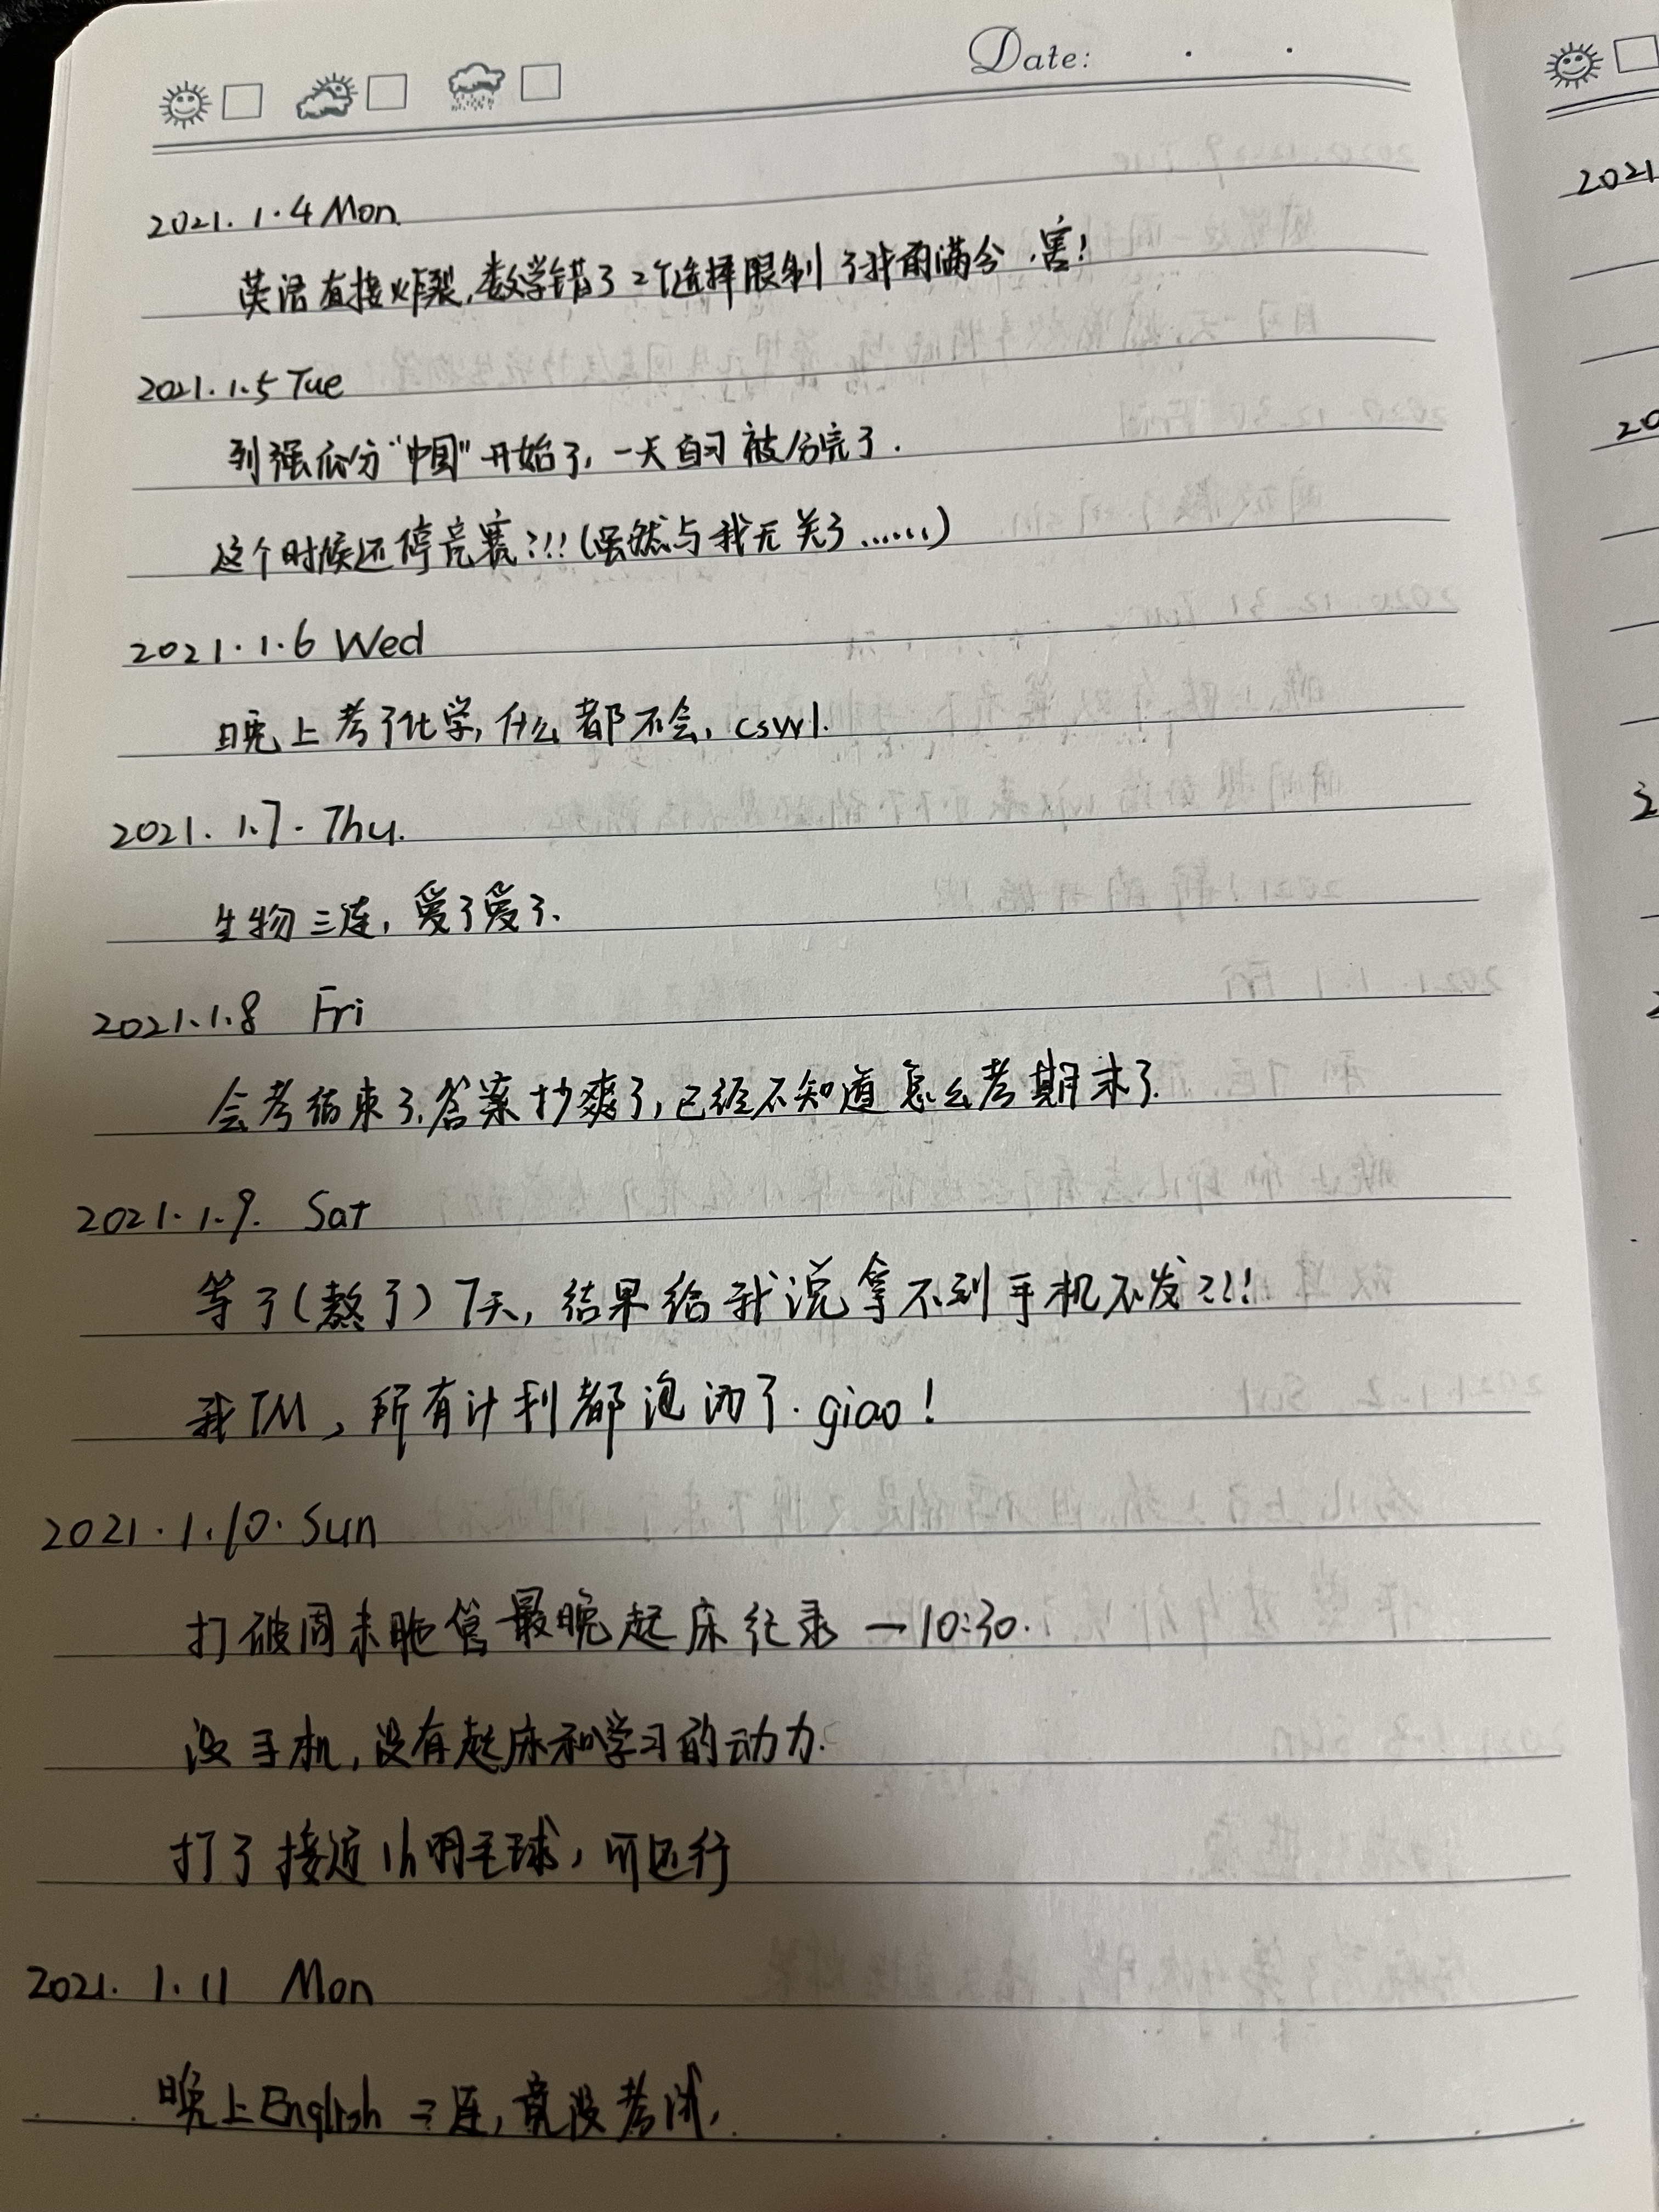 Date: . .
2021.1.4 Mon.
英语直接炸裂,数学错了2个选择限制了我的满分.害!
2021.1.5 Tue
列强瓜分"中国"开始了,一天自习被分完了.
这个时候还停竞赛?!!(虽然与我无关了......)
2021.1.6 Wed
晚上考了化学,什么都不会,cswl.
2021.1.7.Thu.
生物三连,爱了爱了.
2021.1.8 Fri
会考结束了,答案抄爽了,已经不知道怎么考期末了.
2021.1.9. Sat
等了(熬了)7天,结果给我说拿不到手机不发?!!
我TM,所有计划都泡汤了.giao!
2021.1.10.Sun
打破周末 最晚起床纪录—10:30.
没手机,没有起床和学习的动力.
打了接近1h羽毛球,可还行
2021.1.11 Mon
晚上English三连,竟没考试,
2021
20